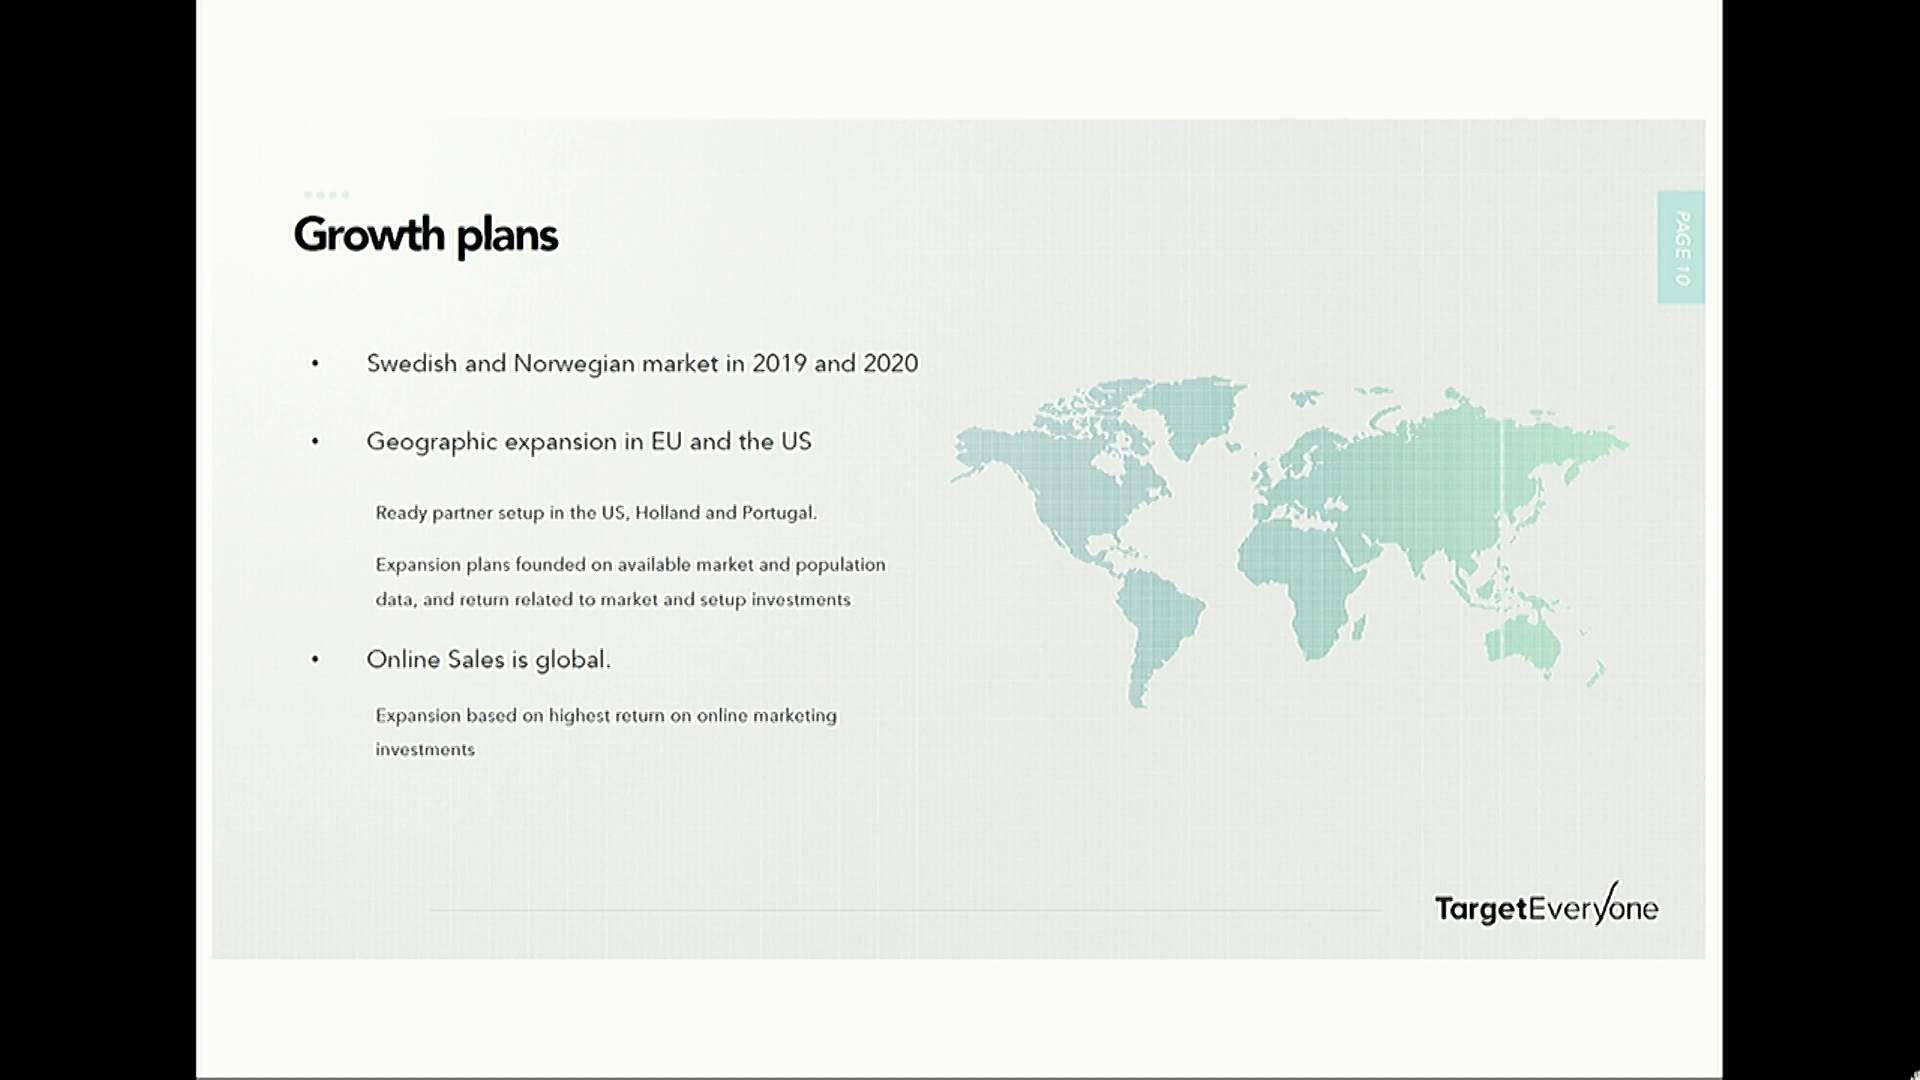 Growth plans
PAGE 10
• Swedish and Norwegian market in 2019 and 2020
• Geographic expansion in EU and the US
Ready partner setup in the US, Holland and Portugal.
Expansion plans founded on available market and population
data, and return related to market and setup investments
• Online Sales is global.
Expansion based on highest return on online marketing
investments
TargetEveryone